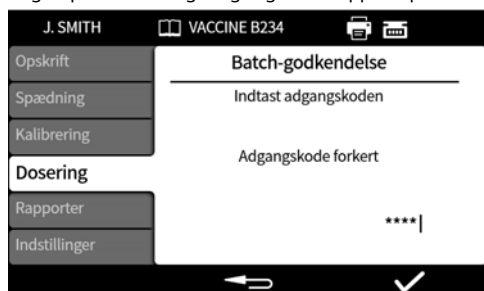 J. SMITH
VACCINE B234
Opskrift
Spædning
Kalibrering
Dosering
Rapporter
Indstillinger
Batch-godkendelse
Indtast adgangskoden
Adgangskode forkert
****